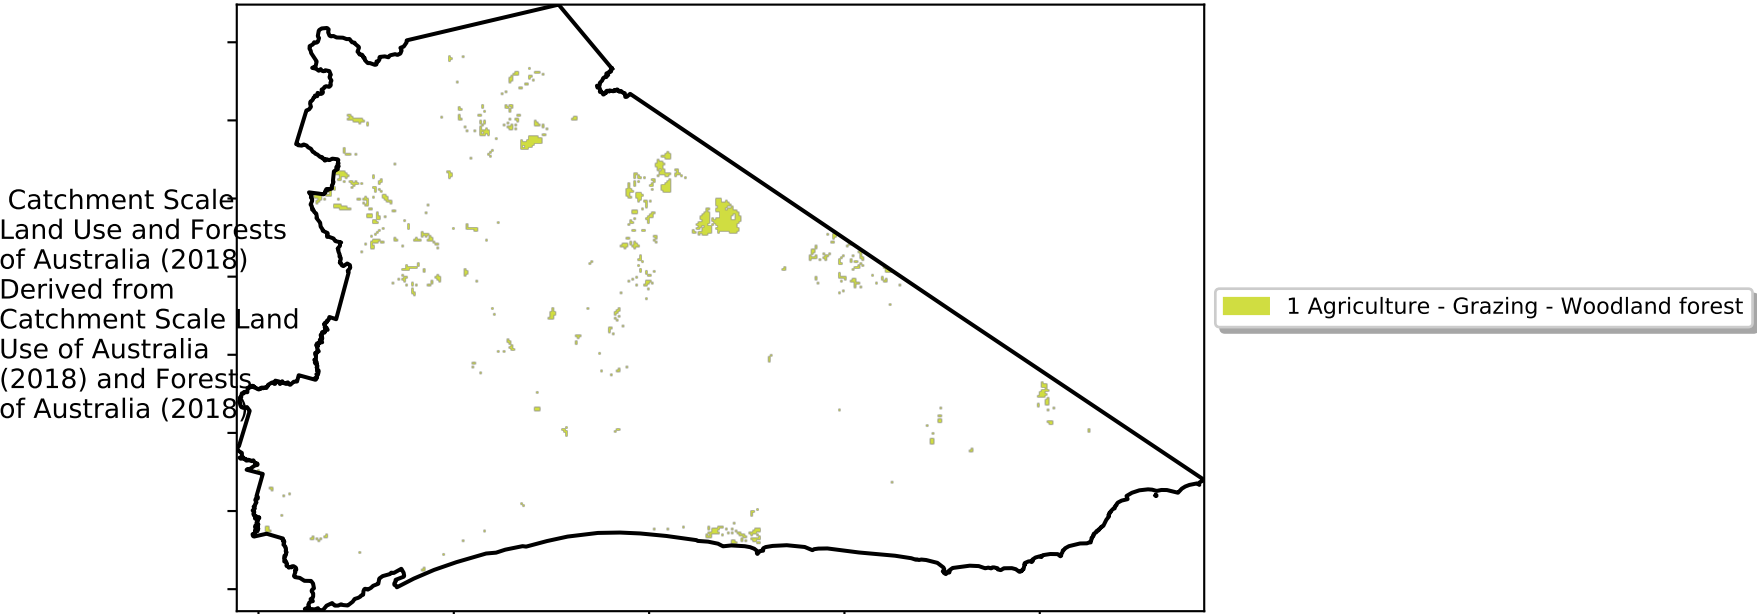 Catchment Scale
Land Use and Forests
of Australia (2018)
Derived from
Catchment Scale Land
Use of Australia
(2018) and Forests
of Australia (2018)
1 Agriculture - Grazing - Woodland forest